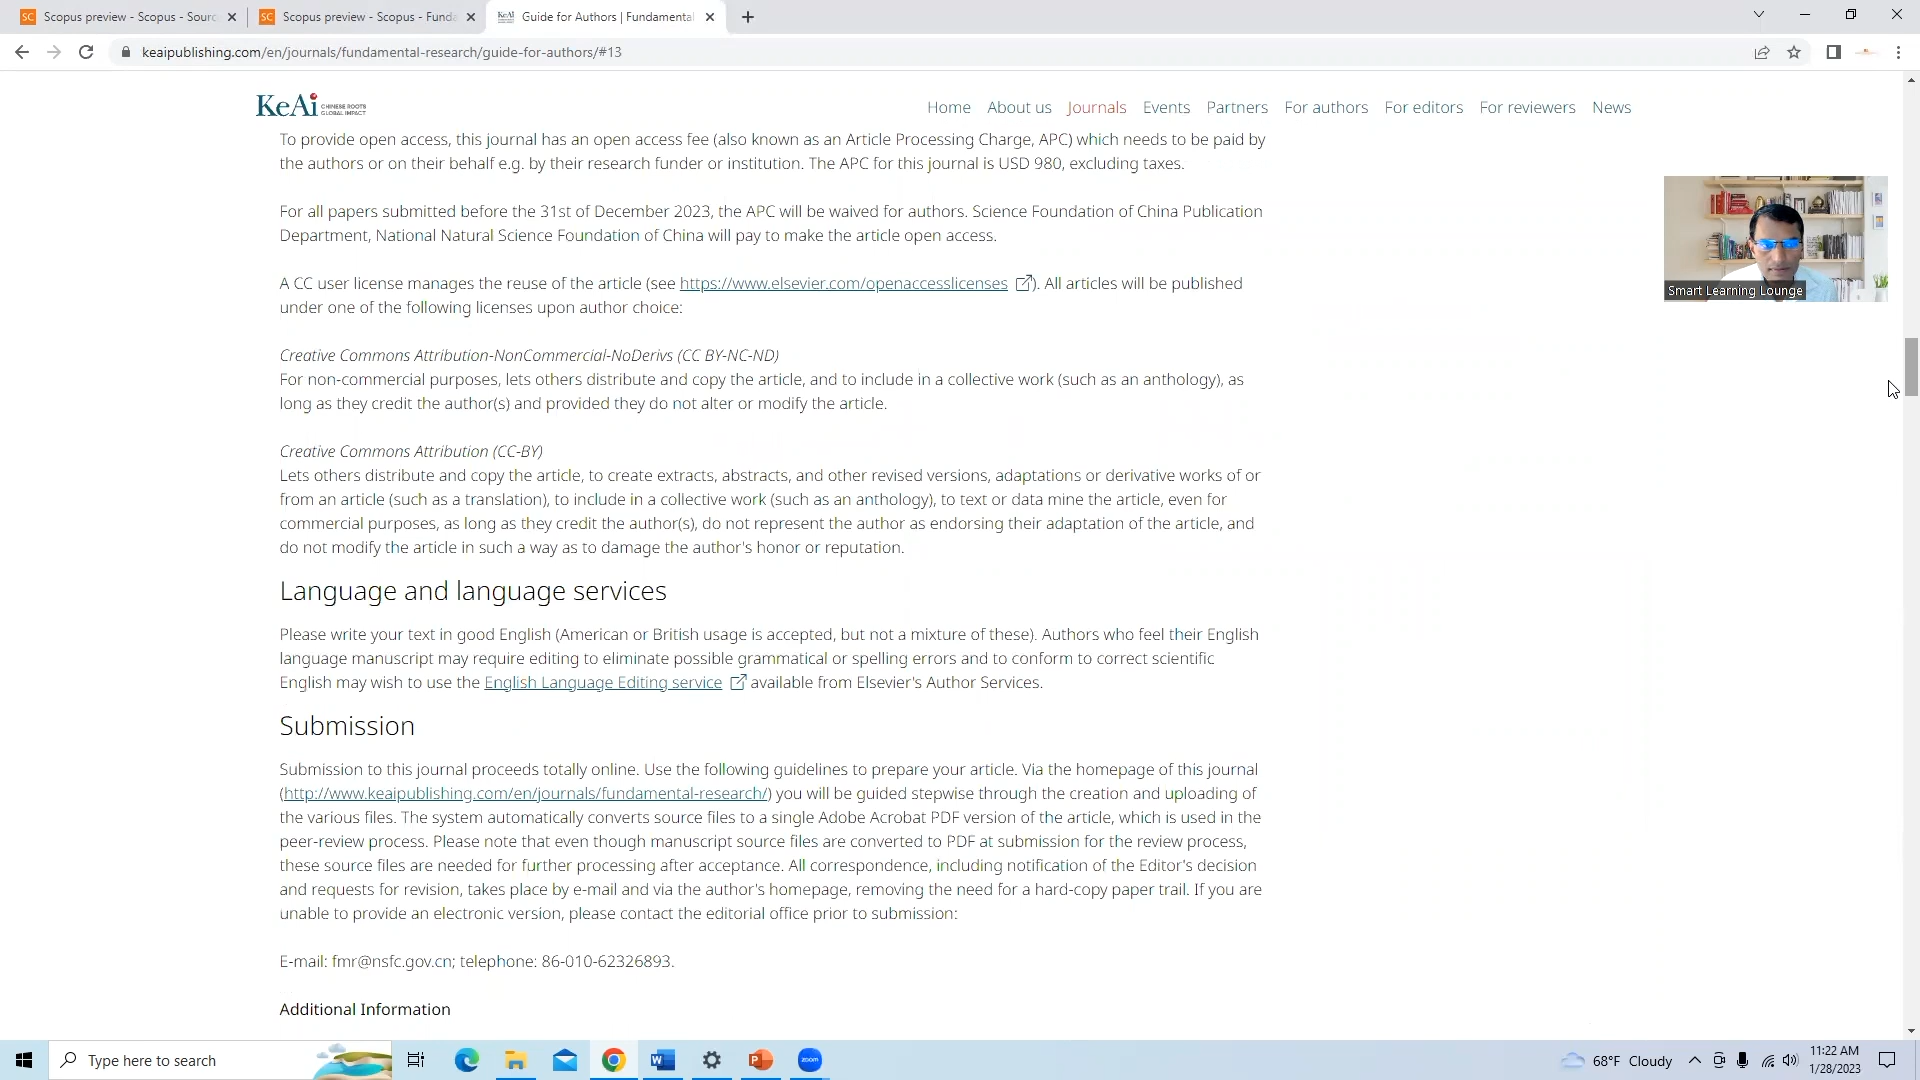 Scopus preview - Scopus - Sourc
Scopus preview - Scopus - Funda
Guide for Authors | Fundamental
keaipublishing.com/en/journals/fundamental-research/guide-for-authors/#13
KeAi CHINESE ROOTS GLOBAL IMPACT
Home About us Journals Events Partners For authors For editors For reviewers News
To provide open access, this journal has an open access fee (also known as an Article Processing Charge, APC) which needs to be paid by
the authors or on their behalf e.g. by their research funder or institution. The APC for this journal is USD 980, excluding taxes.
For all papers submitted before the 31st of December 2023, the APC will be waived for authors. Science Foundation of China Publication
Department, National Natural Science Foundation of China will pay to make the article open access.
A CC user license manages the reuse of the article (see https://www.elsevier.com/openaccesslicenses). All articles will be published
under one of the following licenses upon author choice:
Creative Commons Attribution-NonCommercial-NoDerivs (CC BY-NC-ND)
For non-commercial purposes, lets others distribute and copy the article, and to include in a collective work (such as an anthology), as
long as they credit the author(s) and provided they do not alter or modify the article.
Creative Commons Attribution (CC-BY)
Lets others distribute and copy the article, to create extracts, abstracts, and other revised versions, adaptations or derivative works of or
from an article (such as a translation), to include in a collective work (such as an anthology), to text or data mine the article, even for
commercial purposes, as long as they credit the author(s), do not represent the author as endorsing their adaptation of the article, and
do not modify the article in such a way as to damage the author's honor or reputation.
Language and language services
Please write your text in good English (American or British usage is accepted, but not a mixture of these). Authors who feel their English
language manuscript may require editing to eliminate possible grammatical or spelling errors and to conform to correct scientific
English may wish to use the English Language Editing service available from Elsevier's Author Services.
Submission
Submission to this journal proceeds totally online. Use the following guidelines to prepare your article. Via the homepage of this journal
(http://www.keaipublishing.com/en/journals/fundamental-research/) you will be guided stepwise through the creation and uploading of
the various files. The system automatically converts source files to a single Adobe Acrobat PDF version of the article, which is used in the
peer-review process. Please note that even though manuscript source files are converted to PDF at submission for the review process,
these source files are needed for further processing after acceptance. All correspondence, including notification of the Editor's decision
and requests for revision, takes place by e-mail and via the author's homepage, removing the need for a hard-copy paper trail. If you are
unable to provide an electronic version, please contact the editorial office prior to submission:
E-mail: fmr@nsfc.gov.cn; telephone: 86-010-62326893.
Additional Information
Smart Learning Lounge
Type here to search
zoom
68°F Cloudy
11:22 AM
1/28/2023